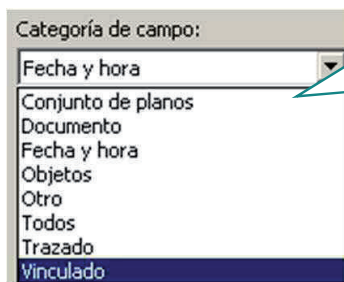 Categoría de campo:
Fecha y hora
Conjunto de planos
Documento
Fecha y hora
Objetos
Otro
Todos
Trazado
Vinculado